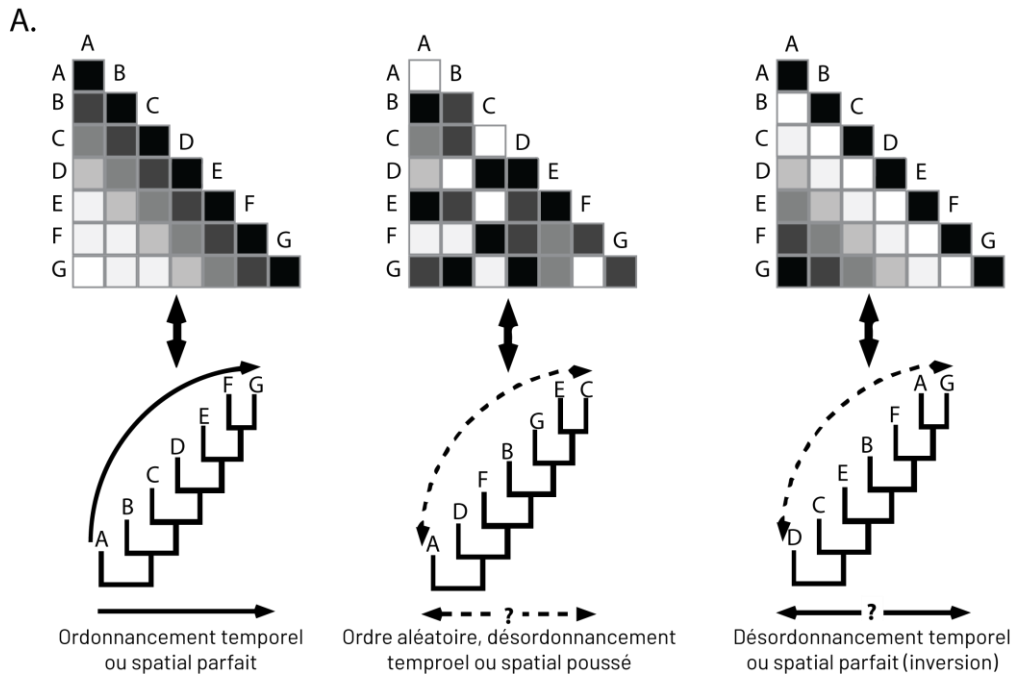 A.
A A A
A B A B A B
B C B C B C
C D C D C D
D E D E D E
E F E F E F
F G F G F G
G G G
F G E C A G
E G F
D B B
C F E
B D C
A A D
? ?
Ordonnancement temporel Ordre aléatoire, désordonnancement Désordonnancement temporel
ou spatial parfait temproel ou spatial poussé ou spatial parfait (inversion)